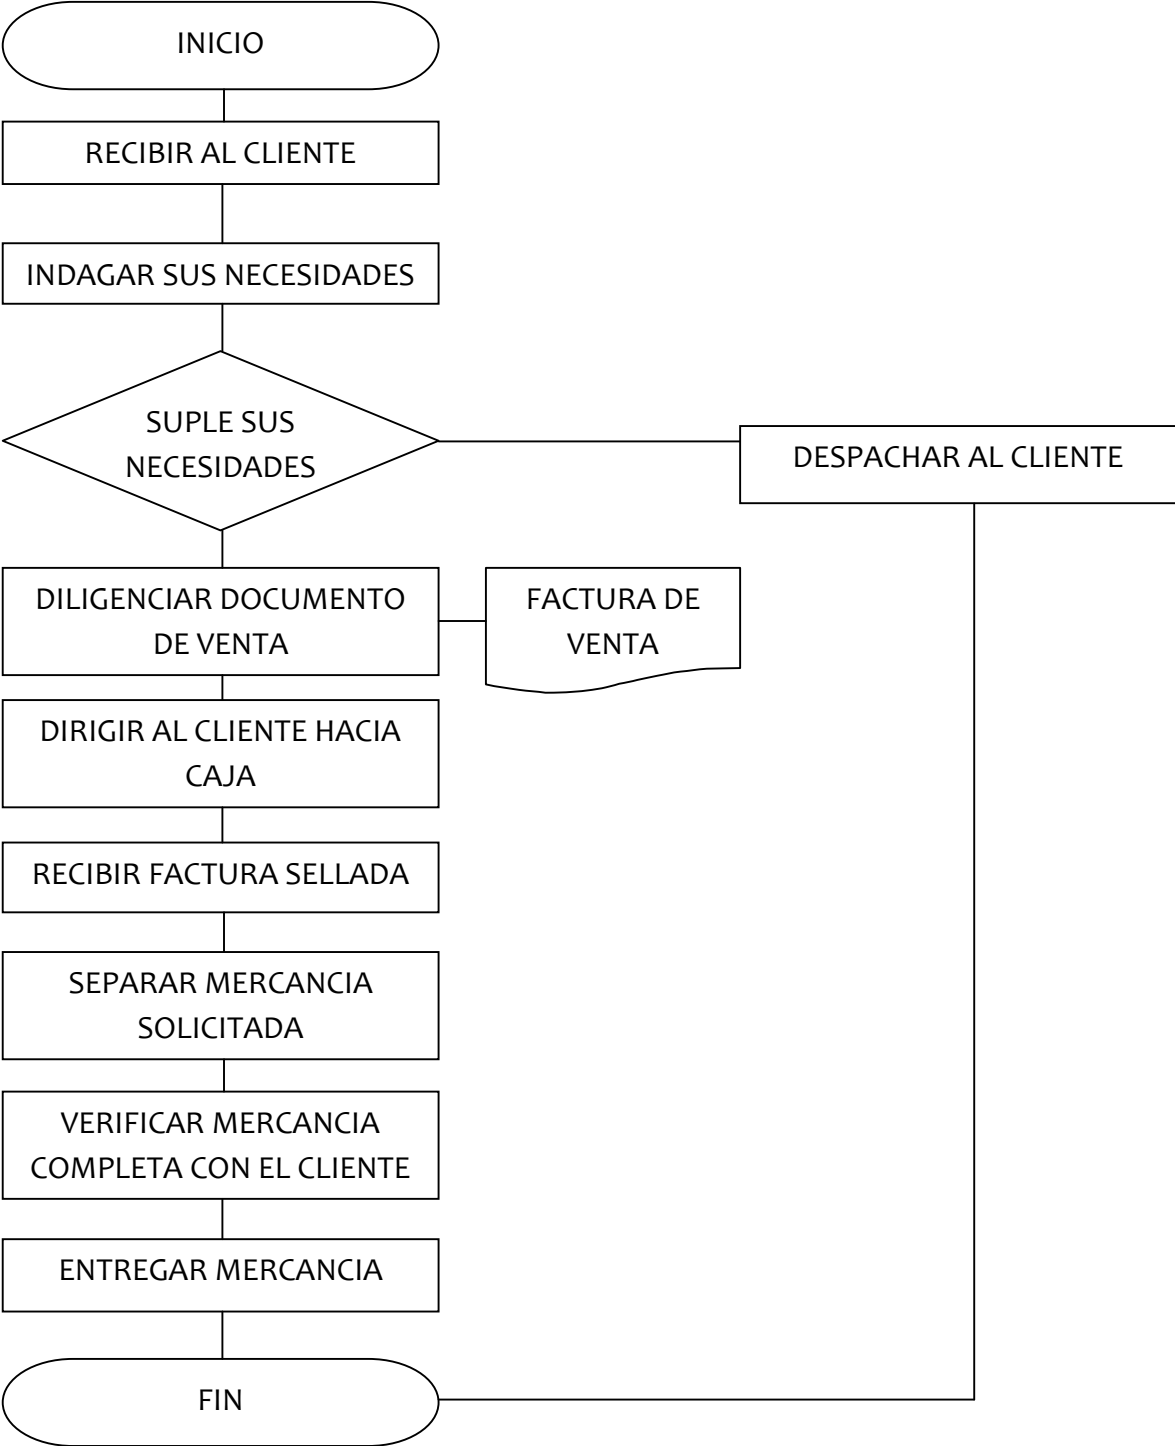 INICIO
RECIBIR AL CLIENTE
INDAGAR SUS NECESIDADES
SUPLE SUS
NECESIDADES
DESPACHAR AL CLIENTE
DILIGENCIAR DOCUMENTO
DE VENTA
FACTURA DE
VENTA
DIRIGIR AL CLIENTE HACIA
CAJA
RECIBIR FACTURA SELLADA
SEPARAR MERCANCIA
SOLICITADA
VERIFICAR MERCANCIA
COMPLETA CON EL CLIENTE
ENTREGAR MERCANCIA
FIN